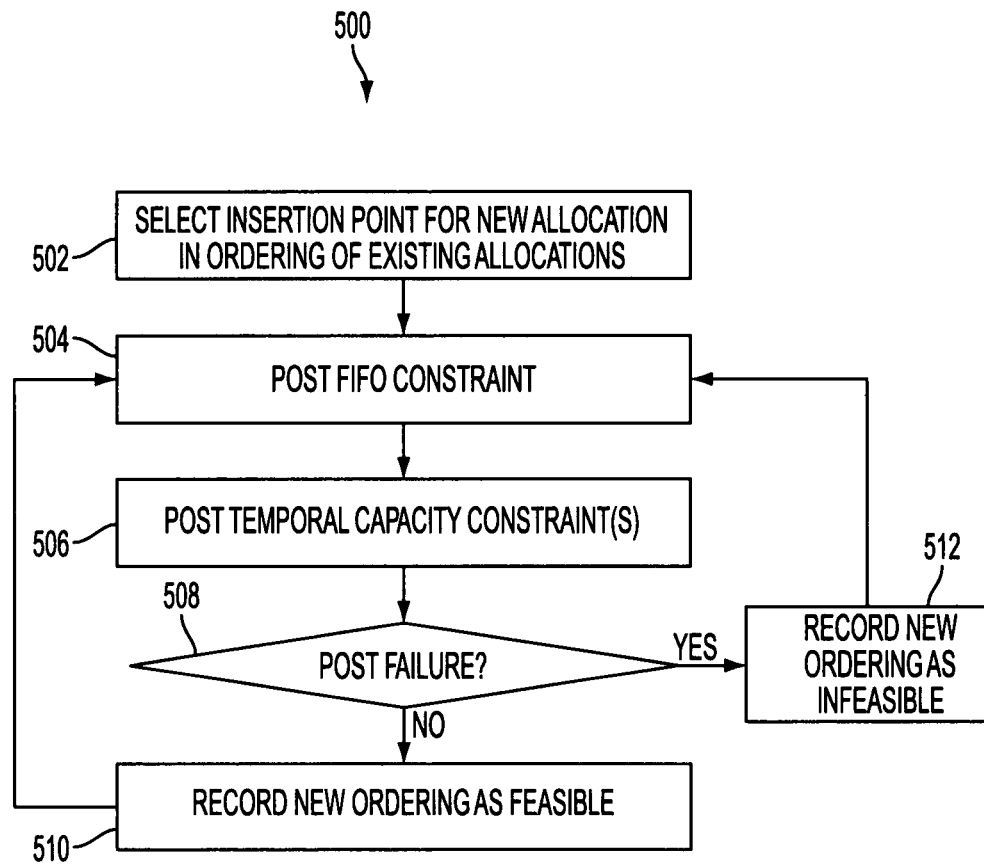 500
SELECT INSERTION POINT FOR NEW ALLOCATION
IN ORDERING OF EXISTING ALLOCATIONS
502
504
POST FIFO CONSTRAINT
POST TEMPORAL CAPACITY CONSTRAINT(S)
506
508
POST FAILURE?
YES
NO
512
RECORD NEW
ORDERING AS
INFEASIBLE
RECORD NEW ORDERING AS FEASIBLE
510